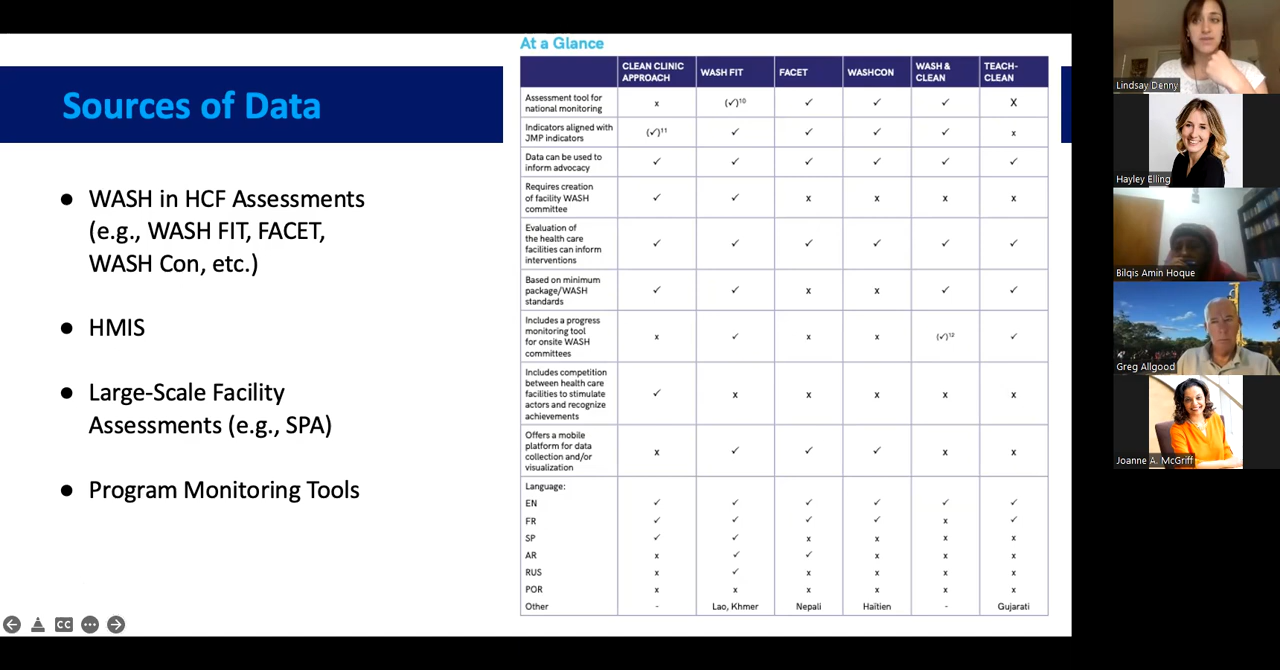 Sources of Data
● WASH in HCF Assessments
(e.g., WASH FIT, FACET,
WASH Con, etc.)
● HMIS
● Large-Scale Facility
Assessments (e.g., SPA)
● Program Monitoring Tools
At a Glance
CLEAN CLINIC APPROACH WASH FIT FACET WASHCON WASH & CLEAN TEACH-CLEAN
Assessment tool for
national monitoring x (✓)10 ✓ ✓ ✓ X
Indicators aligned with
JMP indicators (✓)11 ✓ ✓ ✓ ✓ x
Data can be used to
inform advocacy ✓ ✓ ✓ ✓ ✓ ✓
Requires creation
of facility WASH
committee ✓ ✓ x x x x
Evaluation of
the health care
facilities can inform
interventions ✓ ✓ ✓ ✓ ✓ ✓
Based on minimum
package/WASH
standards ✓ ✓ x x ✓ ✓
Includes a progress
monitoring tool
for onsite WASH
committees x ✓ x x (✓)12 ✓
Includes competition
between health care
facilities to stimulate
actors and recognize
achievements ✓ x x x x x
Offers a mobile
platform for data
collection and/or
visualization x ✓ ✓ ✓ x x
Language:
EN ✓ ✓ ✓ ✓ ✓ ✓
FR ✓ ✓ ✓ ✓ x ✓
SP ✓ ✓ x x x x
AR x ✓ ✓ x x x
RUS x ✓ x x x x
POR x x x x x x
Other - Lao, Khmer Nepali Haïtien - Gujarati
CC
Lindsay Denny
Hayley Elling
Bilqis Amin Hoque
Greg Allgood
Joanne A. McGriff